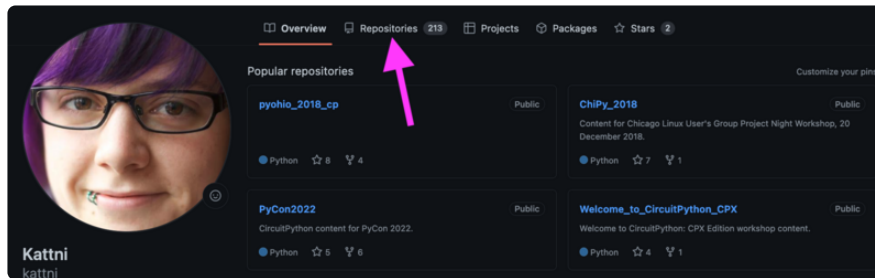 Overview Repositories 213 Projects Packages Stars 2
Popular repositories Customize your pins
pyohio_2018_cp Public
Python 8 4
ChiPy_2018 Public
Content for Chicago Linux User's Group Project Night Workshop, 20
December 2018.
Python 7 1
PyCon2022 Public
CircuitPython content for PyCon 2022.
Python 5 6
Welcome_to_CircuitPython_CPX Public
Welcome to CircuitPython: CPX Edition workshop content.
Python 4 1
Kattni
kattni